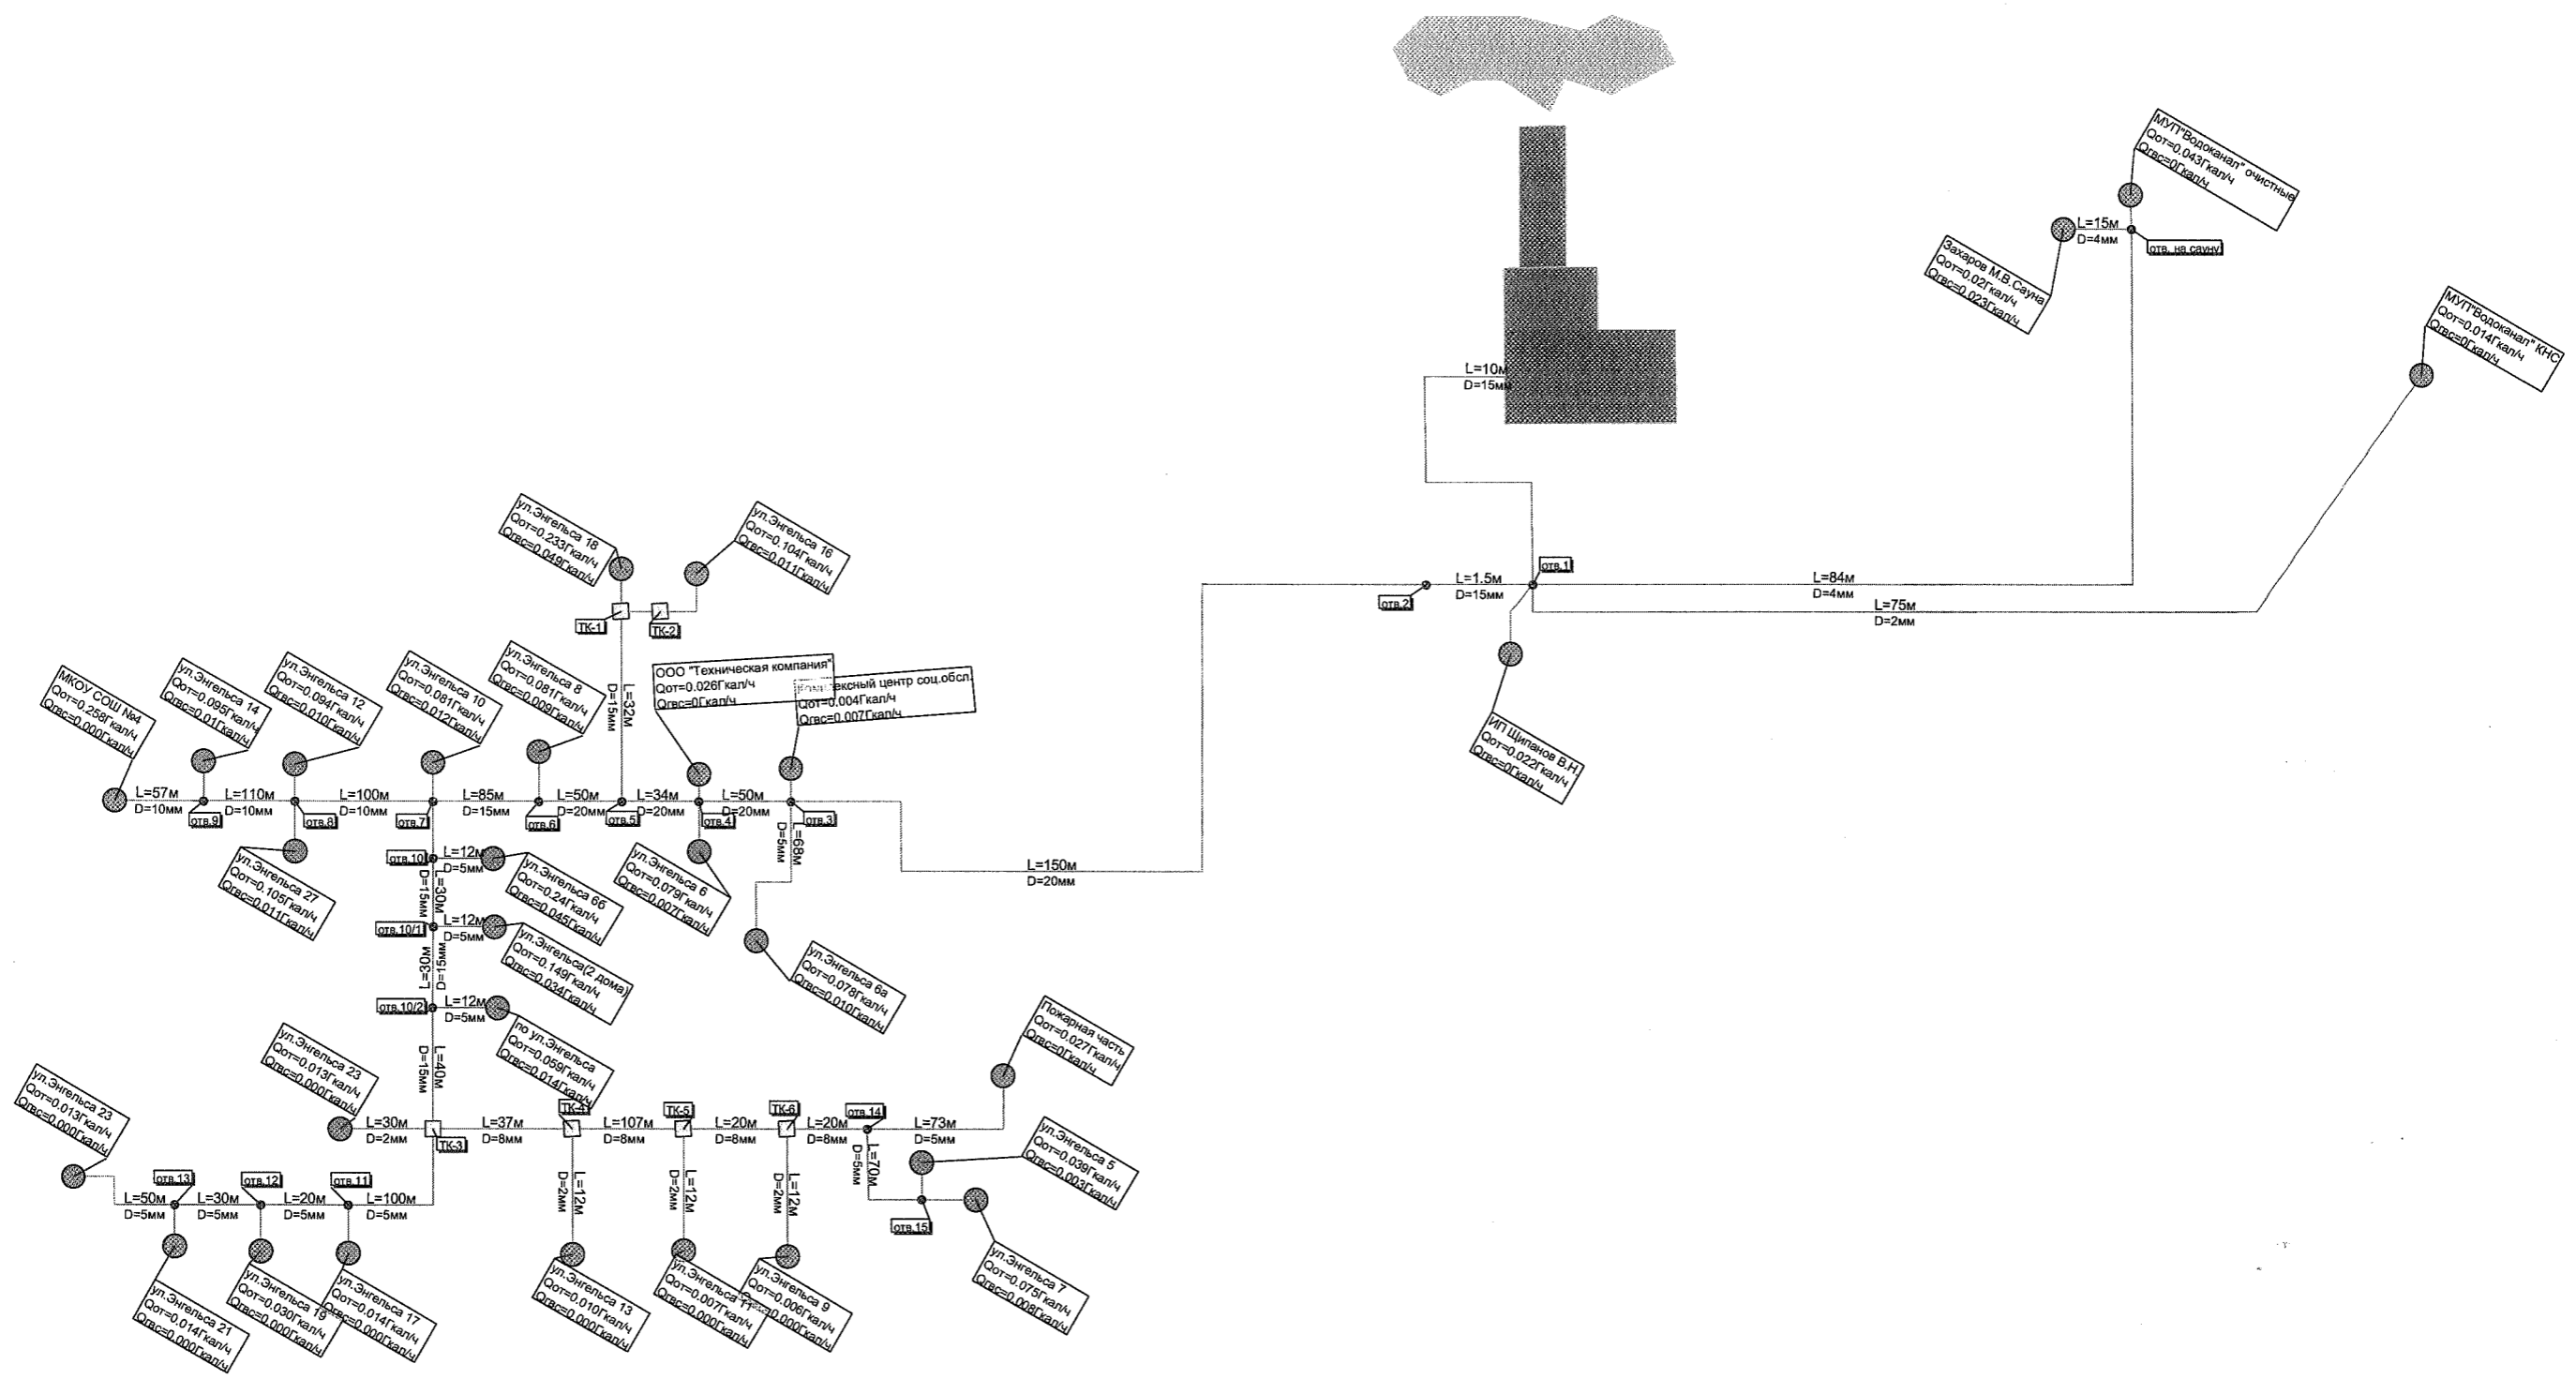 МУП"Водоканал" очистные
Qот=0.043Гкал/ч
Qгвс=0Гкал/ч
L=15м
D=4мм
отв. на сауну
Захаров М.В.Сауна
Qот=0.02Гкал/ч
Qгвс=0.023Гкал/ч
МУП"Водоканал" КНС
Qот=0.014Гкал/ч
Qгвс=0Гкал/ч
L=10м
D=15мм
отв.1
L=1.5м
D=15мм
отв.2
L=84м
D=4мм
L=75м
D=2мм
ИП Щипанов В.Н.
Qот=0.022Гкал/ч
Qгвс=0Гкал/ч
ул.Энгельса 18
Qот=0.233Гкал/ч
Qгвс=0.049Гкал/ч
ул.Энгельса 16
Qот=0.104Гкал/ч
Qгвс=0.011Гкал/ч
ТК-1
ТК-2
L=32м
D=15мм
МКОУ СОШ №4
Qот=0.258Гкал/ч
Qгвс=0.000Гкал/ч
ул.Энгельса 14
Qот=0.095Гкал/ч
Qгвс=0.01Гкал/ч
ул.Энгельса 12
Qот=0.094Гкал/ч
Qгвс=0.010Гкал/ч
ул.Энгельса 10
Qот=0.081Гкал/ч
Qгвс=0.012Гкал/ч
ул.Энгельса 8
Qот=0.081Гкал/ч
Qгвс=0.009Гкал/ч
ООО "Техническая компания"
Qот=0.026Гкал/ч
Qгвс=0Гкал/ч
Комплексный центр соц.обсл.
Qот=0.004Гкал/ч
Qгвс=0.007Гкал/ч
L=57м
D=10мм
отв.9
L=110м
D=10мм
отв.8
L=100м
D=10мм
отв.7
L=85м
D=15мм
отв.6
L=50м
D=20мм
отв.5
L=34м
D=20мм
отв.4
L=50м
D=20мм
отв.3
L=68м
D=5мм
L=150м
D=20мм
ул.Энгельса 27
Qот=0.105Гкал/ч
Qгвс=0.011Гкал/ч
отв.10
L=12м
D=5мм
L=30м
D=15мм
ул.Энгельса 6б
Qот=0.24Гкал/ч
Qгвс=0.045Гкал/ч
ул.Энгельса 6
Qот=0.079Гкал/ч
Qгвс=0.007Гкал/ч
отв.10/1
L=12м
D=5мм
L=30м
D=15мм
ул.Энгельса(2 дома)
Qот=0.149Гкал/ч
Qгвс=0.034Гкал/ч
ул.Энгельса 6а
Qот=0.078Гкал/ч
Qгвс=0.010Гкал/ч
отв.10/2
L=12м
D=5мм
L=40м
D=15мм
по ул.Энгельса
Qот=0.059Гкал/ч
Qгвс=0.014Гкал/ч
Пожарная часть
Qот=0.027Гкал/ч
Qгвс=0Гкал/ч
ул.Энгельса 23
Qот=0.013Гкал/ч
Qгвс=0.000Гкал/ч
ул.Энгельса 23
Qот=0.013Гкал/ч
Qгвс=0.000Гкал/ч
L=30м
D=2мм
ТК-3
L=37м
D=8мм
ТК-4
L=107м
D=8мм
ТК-5
L=20м
D=8мм
ТК-6
L=20м
D=8мм
отв.14
L=73м
D=5мм
L=70м
D=5мм
ул.Энгельса 5
Qот=0.039Гкал/ч
Qгвс=0.003Гкал/ч
L=12м
D=2мм
L=12м
D=2мм
L=12м
D=2мм
отв.13
отв.12
отв.11
L=50м
D=5мм
L=30м
D=5мм
L=20м
D=5мм
L=100м
D=5мм
отв.15
ул.Энгельса 21
Qот=0.014Гкал/ч
Qгвс=0.000Гкал/ч
ул.Энгельса 19
Qот=0.030Гкал/ч
Qгвс=0.000Гкал/ч
ул.Энгельса 17
Qот=0.014Гкал/ч
Qгвс=0.000Гкал/ч
ул.Энгельса 13
Qот=0.010Гкал/ч
Qгвс=0.000Гкал/ч
ул.Энгельса 11
Qот=0.007Гкал/ч
Qгвс=0.000Гкал/ч
ул.Энгельса 9
Qот=0.006Гкал/ч
Qгвс=0.000Гкал/ч
ул.Энгельса 7
Qот=0.075Гкал/ч
Qгвс=0.008Гкал/ч